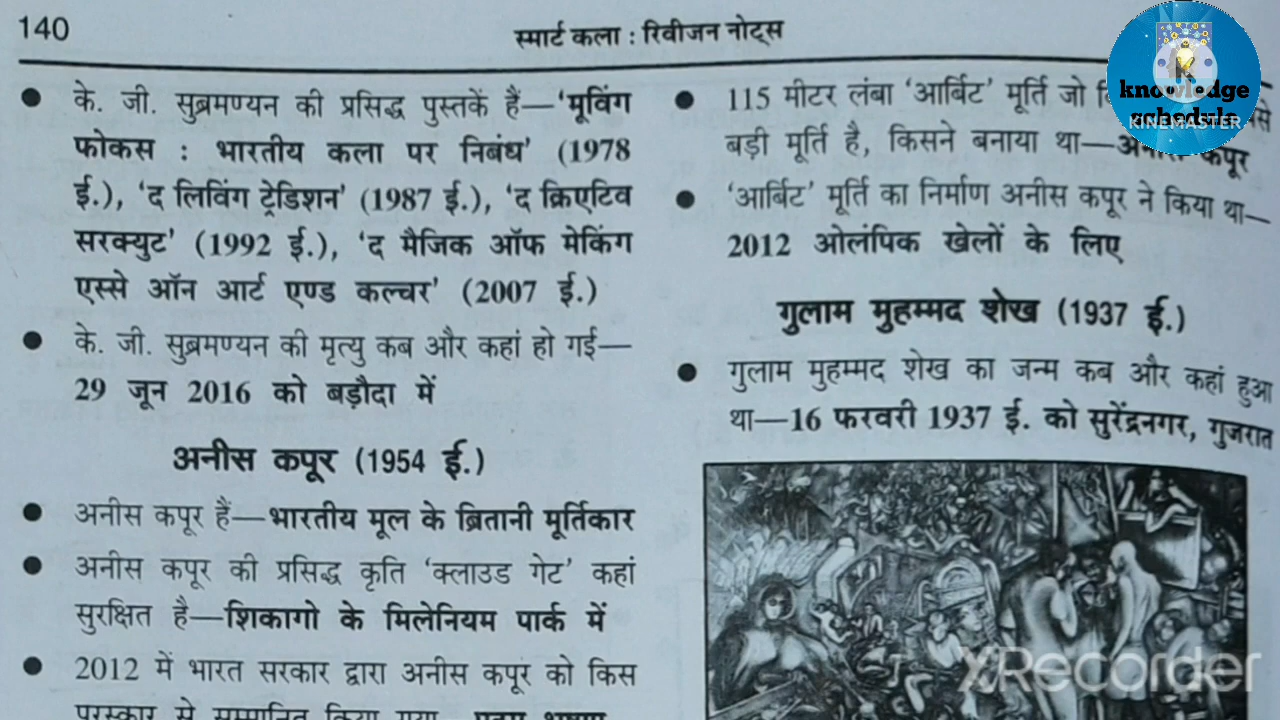 140
स्मार्ट कला : रिवीजन नोट्स
● के. जी. सुब्रमण्यन की प्रसिद्ध पुस्तकें हैं—'मूविंग
फोकस : भारतीय कला पर निबंध' (1978
ई.), 'द लिविंग ट्रेडिशन' (1987 ई.), 'द क्रिएटिव
सरक्युट' (1992 ई.), 'द मैजिक ऑफ मेकिंग
एस्से ऑन आर्ट एण्ड कल्चर' (2007 ई.)
● के. जी. सुब्रमण्यन की मृत्यु कब और कहां हो गई—
29 जून 2016 को बड़ौदा में
अनीस कपूर (1954 ई.)
● अनीस कपूर हैं—भारतीय मूल के ब्रितानी मूर्तिकार
● अनीस कपूर की प्रसिद्ध कृति 'क्लाउड गेट' कहां
सुरक्षित है—शिकागो के मिलेनियम पार्क में
● 2012 में भारत सरकार द्वारा अनीस कपूर को किस
● 115 मीटर लंबा 'आर्बिट' मूर्ति जो
बड़ी मूर्ति है, किसने बनाया था—अनीस कपूर
● 'आर्बिट' मूर्ति का निर्माण अनीस कपूर ने किया था—
2012 ओलंपिक खेलों के लिए
गुलाम मुहम्मद शेख (1937 ई.)
● गुलाम मुहम्मद शेख का जन्म कब और कहां हुआ
था—16 फरवरी 1937 ई. को सुरेंद्रनगर, गुजरात
knowledge
schedule
KINEMASTER
XRecorder